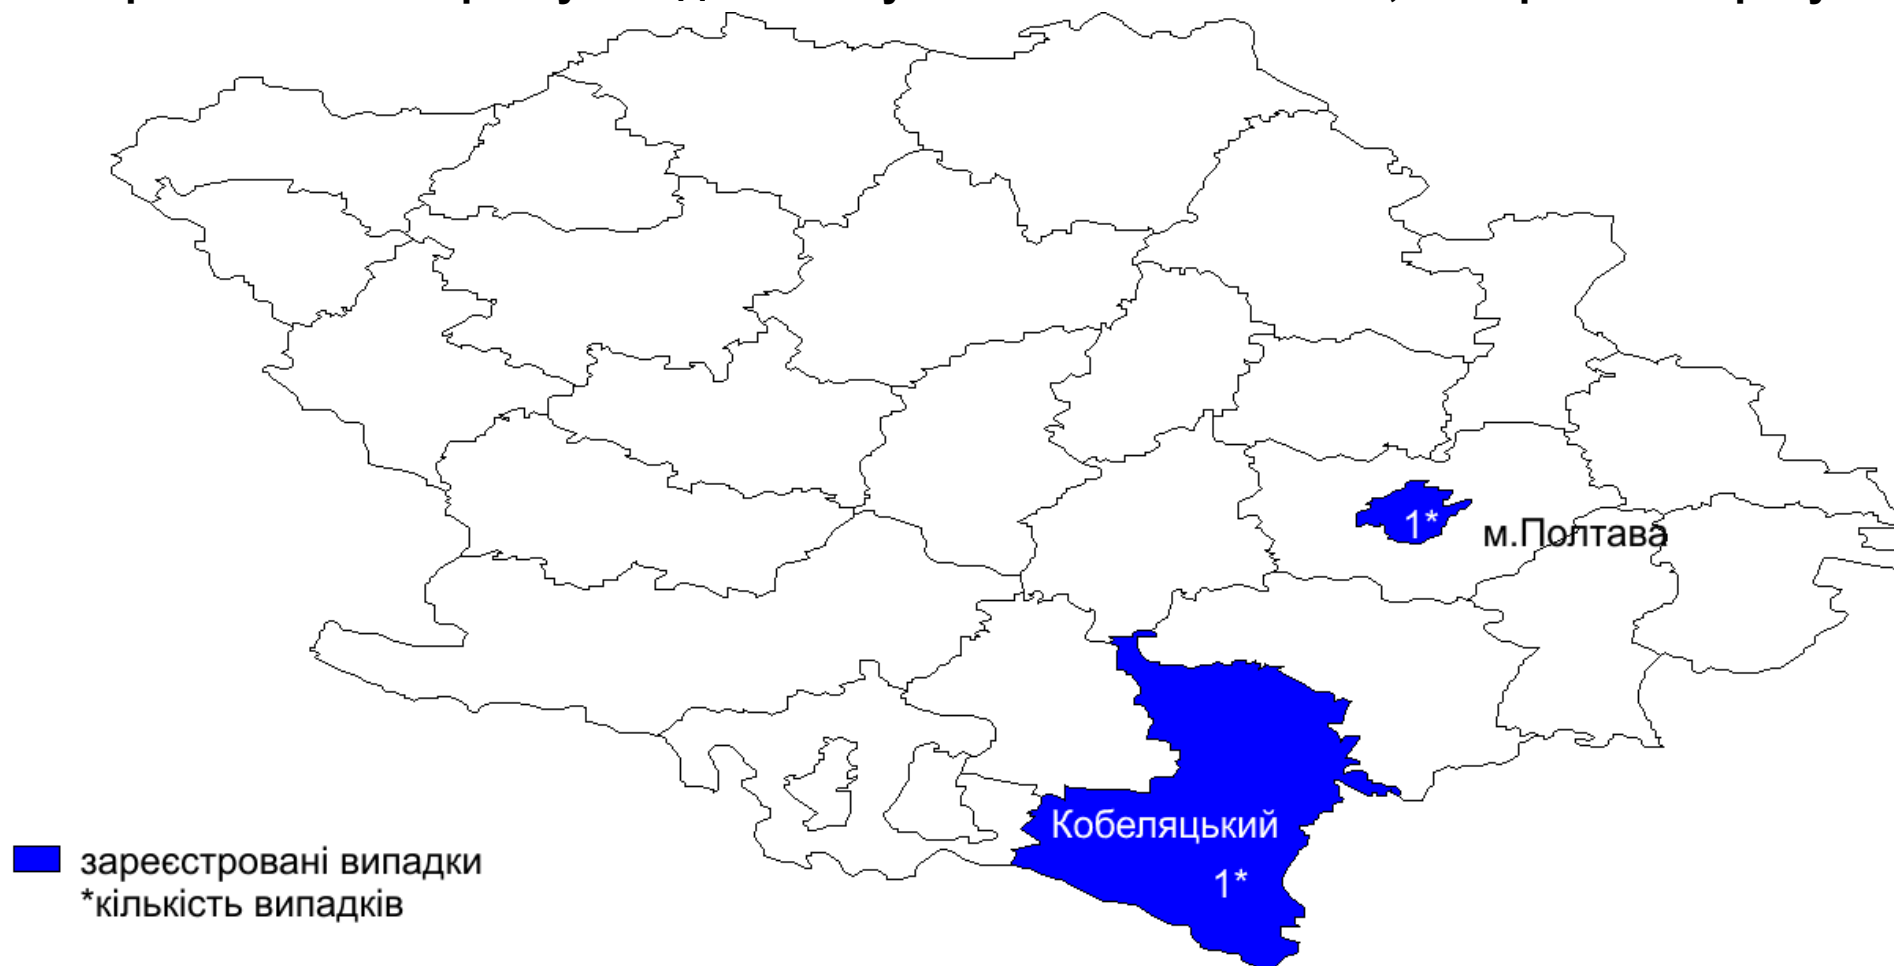 1*
м.Полтава
Кобеляцький
1*
зареєстровані випадки
*кількість випадків